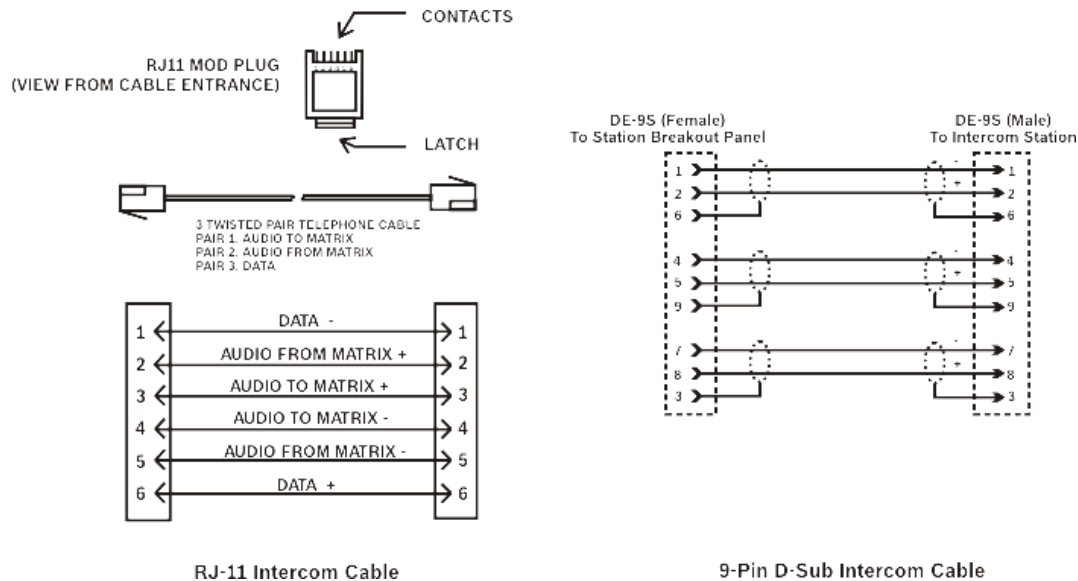 CONTACTS
RJ11 MOD PLUG
(VIEW FROM CABLE ENTRANCE)
LATCH
3 TWISTED PAIR TELEPHONE CABLE
PAIR 1. AUDIO TO MATRIX
PAIR 2. AUDIO FROM MATRIX
PAIR 3. DATA
1 DATA - 1
2 AUDIO FROM MATRIX + 2
3 AUDIO TO MATRIX + 3
4 AUDIO TO MATRIX - 4
5 AUDIO FROM MATRIX - 5
6 DATA + 6
RJ-11 Intercom Cable
DE-9S (Female)
To Station Breakout Panel
DE-9S (Male)
To Intercom Station
1 - 1
2 + 2
6 6
4 - 4
5 + 5
9 9
7 - 7
8 + 8
3 3
9-Pin D-Sub Intercom Cable